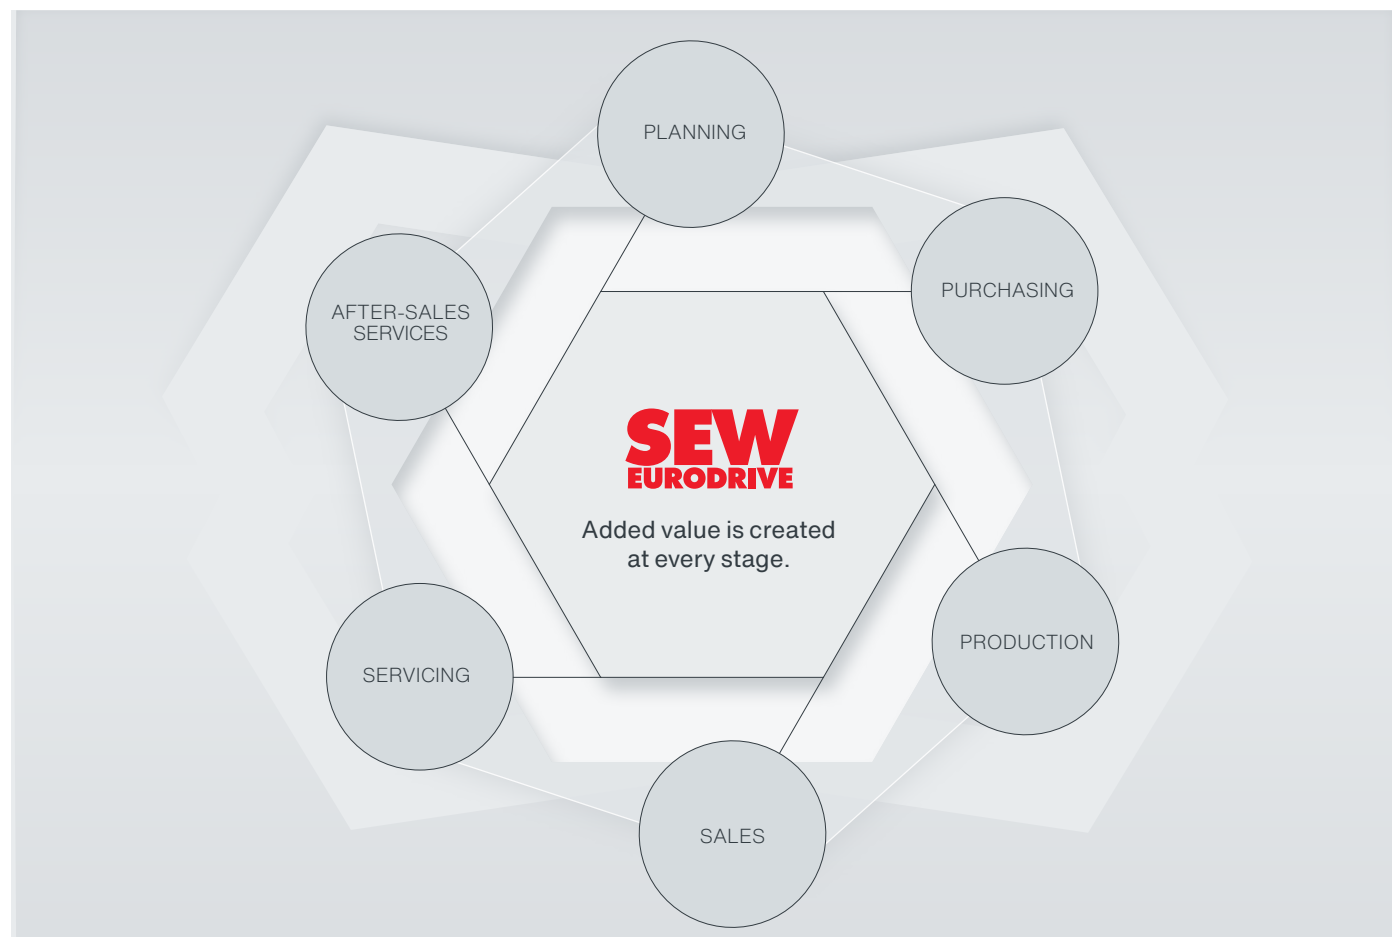 PLANNING
PURCHASING
AFTER-SALES
SERVICES
SEW
EURODRIVE
Added value is created
at every stage.
PRODUCTION
SERVICING
SALES